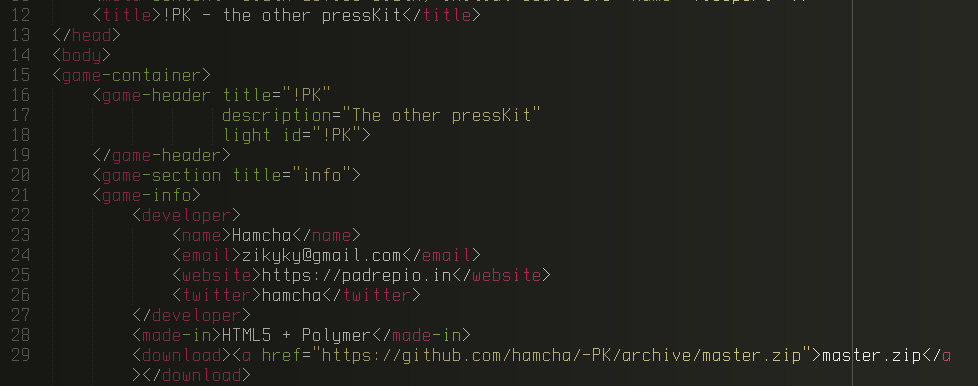 12 <title>!PK - the other pressKit</title>
13 </head>
14 <body>
15 <game-container>
16 <game-header title="!PK"
17 description="The other pressKit"
18 light id="!PK">
19 </game-header>
20 <game-section title="info">
21 <game-info>
22 <developer>
23 <name>Hamcha</name>
24 <email>zikyky@gmail.com</email>
25 <website>https://padrepio.in</website>
26 <twitter>hamcha</twitter>
27 </developer>
28 <made-in>HTML5 + Polymer</made-in>
29 <download><a href="https://github.com/hamcha/-PK/archive/master.zip">master.zip</a
></download>